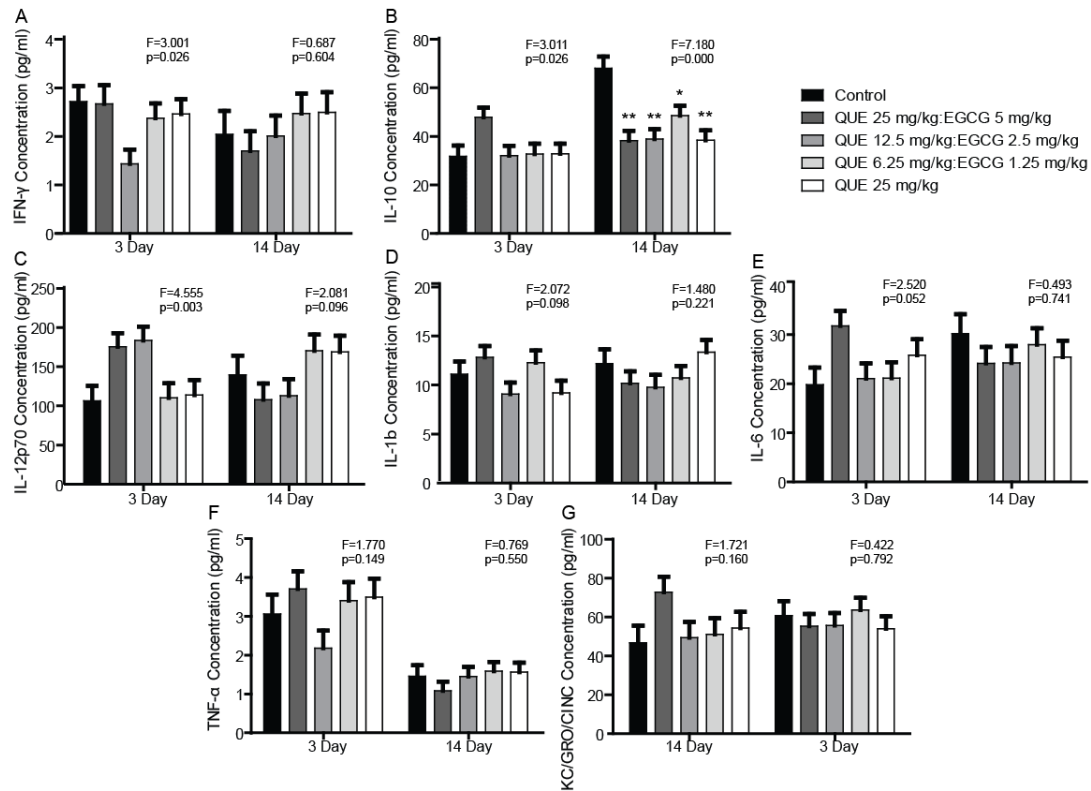 A
IFN-γ Concentration (pg/ml)
4
3
2
1
0
F=3.001
p=0.026
F=0.687
p=0.604
3 Day
14 Day
B
IL-10 Concentration (pg/ml)
80
60
40
20
0
F=3.011
p=0.026
F=7.180
p=0.000
** ** * **
3 Day
14 Day
Control
QUE 25 mg/kg:EGCG 5 mg/kg
QUE 12.5 mg/kg:EGCG 2.5 mg/kg
QUE 6.25 mg/kg:EGCG 1.25 mg/kg
QUE 25 mg/kg
C
IL-12p70 Concentration (pg/ml)
250
200
150
100
50
0
F=4.555
p=0.003
F=2.081
p=0.096
3 Day
14 Day
D
IL-1b Concentration (pg/ml)
20
15
10
5
0
F=2.072
p=0.098
F=1.480
p=0.221
3 Day
14 Day
E
IL-6 Concentration (pg/ml)
40
30
20
10
0
F=2.520
p=0.052
F=0.493
p=0.741
3 Day
14 Day
F
TNF-α Concentration (pg/ml)
5
4
3
2
1
0
F=1.770
p=0.149
F=0.769
p=0.550
3 Day
14 Day
G
KC/GRO/CINC Concentration (pg/ml)
100
80
60
40
20
0
F=1.721
p=0.160
F=0.422
p=0.792
14 Day
3 Day